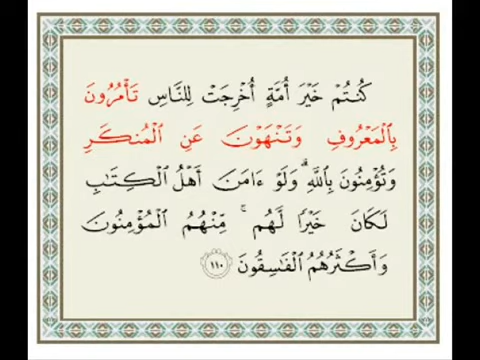 كُنتُمْ خَيْرَ أُمَّةٍ أُخْرِجَتْ لِلنَّاسِ تَأْمُرُونَ
بِالْمَعْرُوفِ وَتَنْهَوْنَ عَنِ الْمُنكَرِ
وَتُؤْمِنُونَ بِاللَّهِ ۗ وَلَوْ ءَامَنَ أَهْلُ الْكِتَٰبِ
لَكَانَ خَيْرًا لَّهُم ۚ مِّنْهُمُ الْمُؤْمِنُونَ
وَأَكْثَرُهُمُ الْفَٰسِقُونَ ١١٠